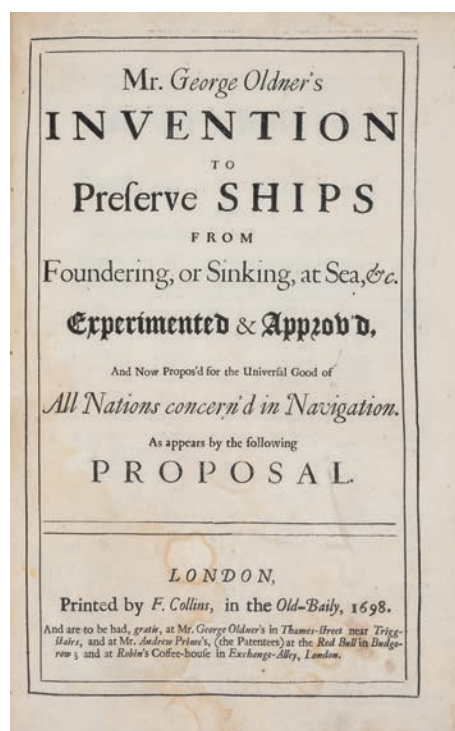 Mr. George Oldner's
INVENTION
TO
Preſerve SHIPS
FROM
Foundering, or Sinking, at Sea, &c.
Experimented & Approv'd,
And Now Propos'd for the Univerſal Good of
All Nations concern'd in Navigation.
As appears by the following
PROPOSAL.
LONDON,
Printed by F. Collins, in the Old-Baily, 1698.
And are to be had, gratis, at Mr. George Oldner's in Thames-ſtreet near Trigg-
ſtairs, and at Mr. Andrew Prime's, (the Patentees) at the Red Bull in Budge-
row; and at Robin's Coffee-houſe in Exchange-Alley, London.